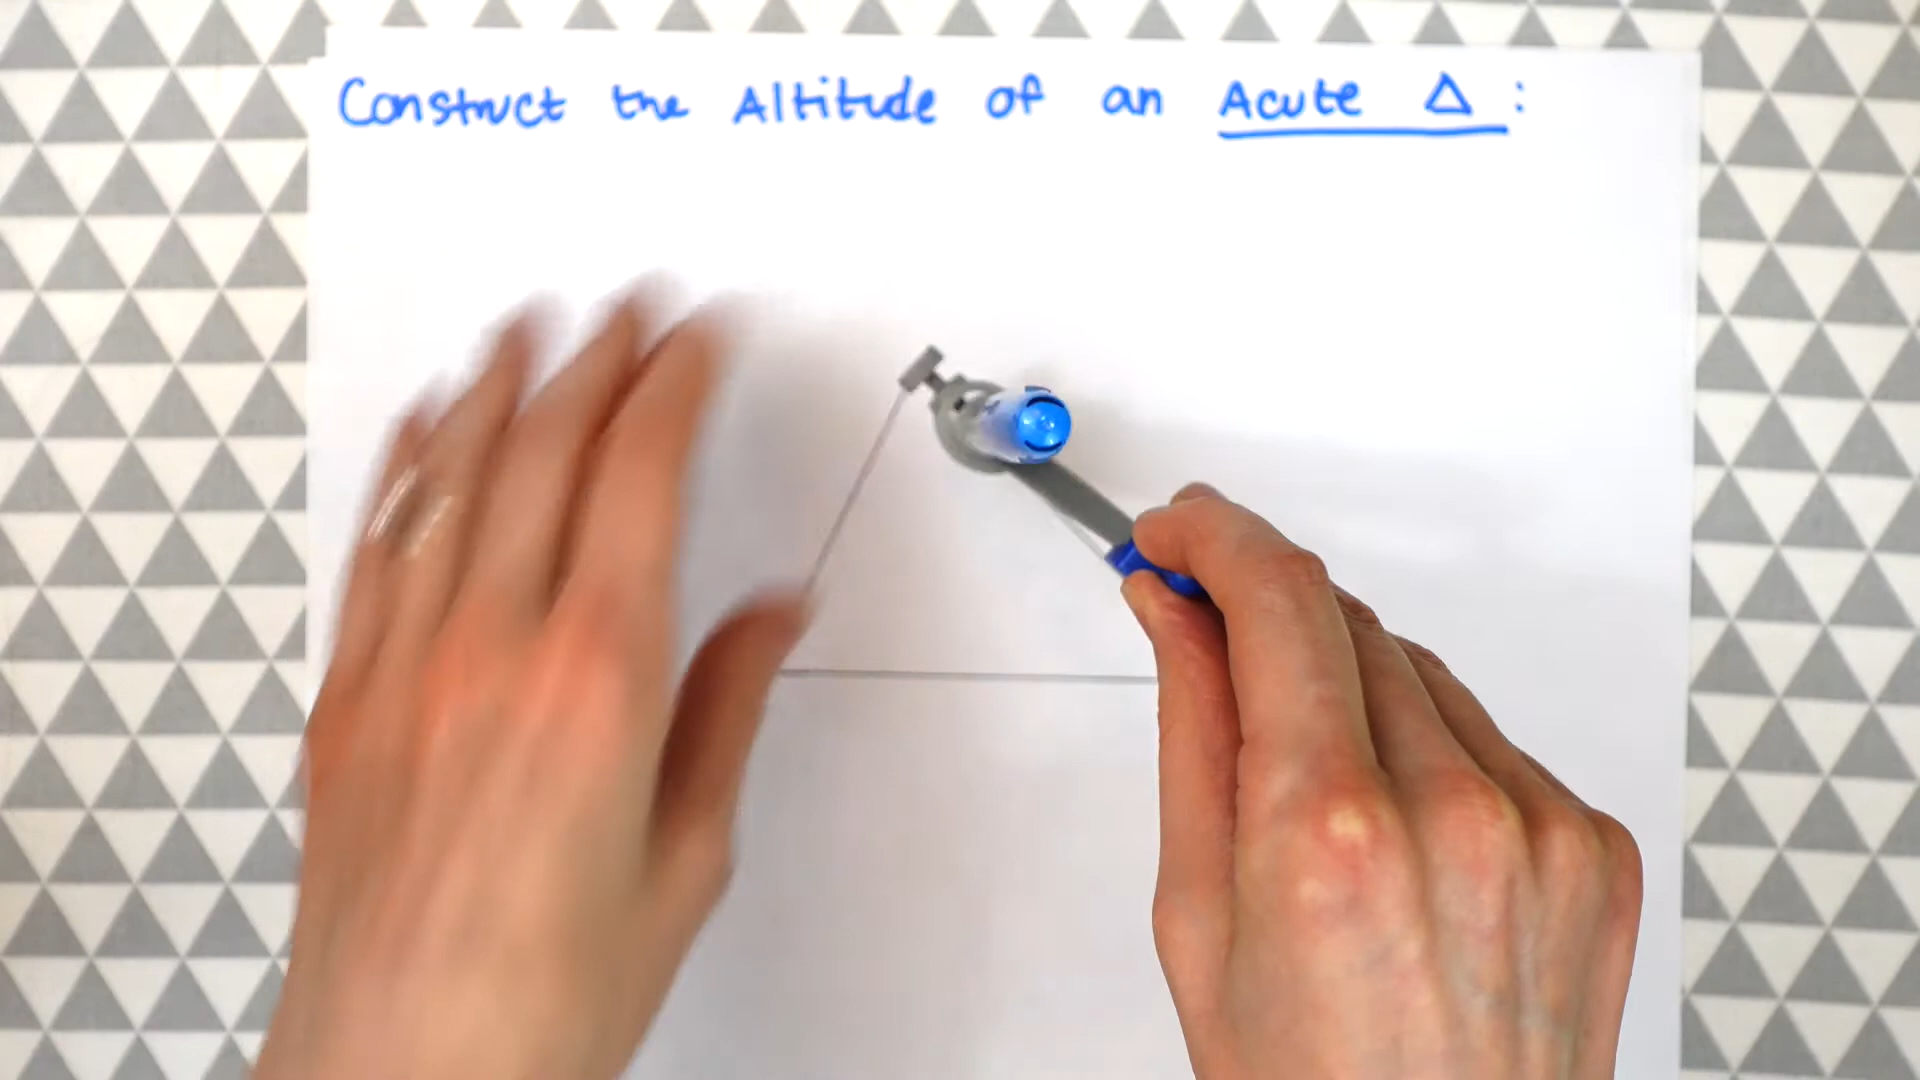 Construct the Altitude of an Acute △ :